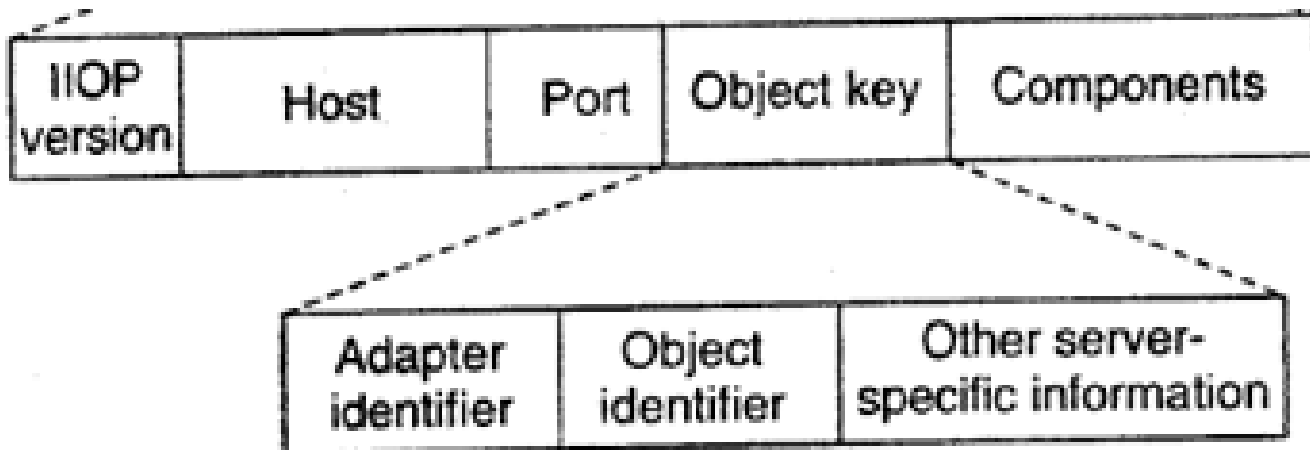 IIOP
version
Host
Port
Object key
Components
Adapter
identifier
Object
identifier
Other server-
specific information